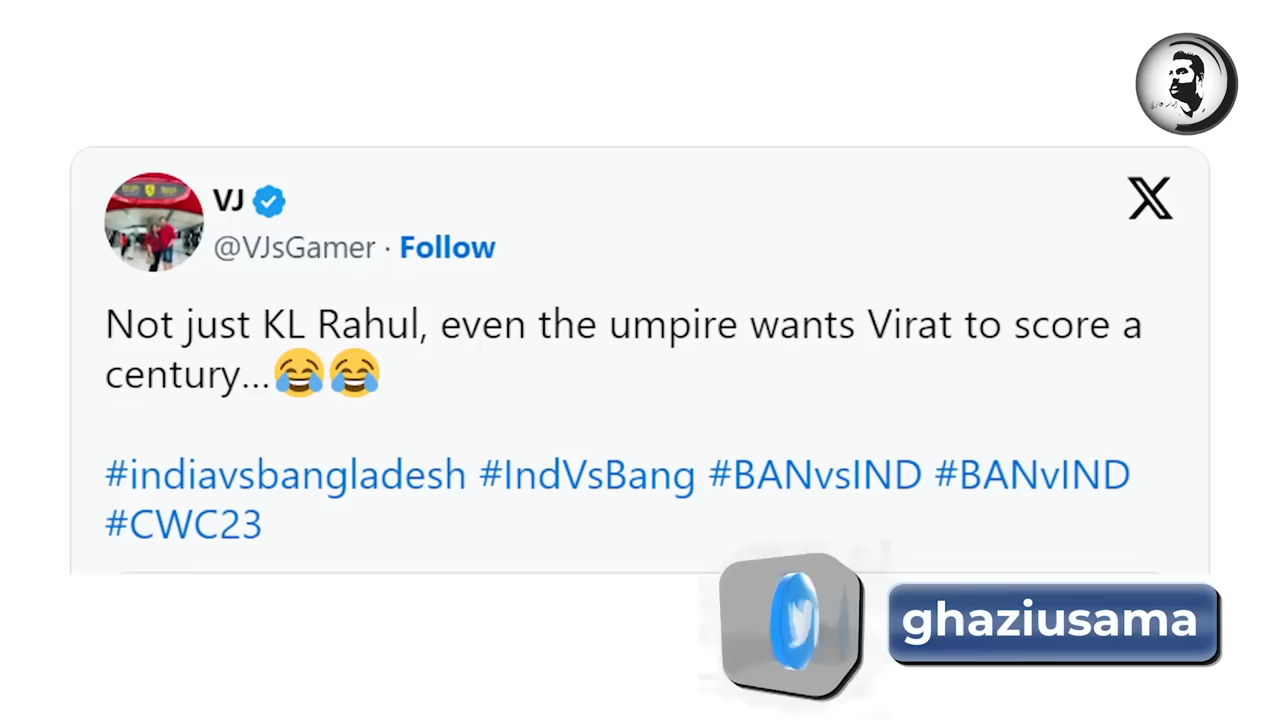 VJ
@VJsGamer · Follow
Not just KL Rahul, even the umpire wants Virat to score a
century...😂😂
#indiavsbangladesh #IndVsBang #BANvsIND #BANvIND
#CWC23
ghaziusama